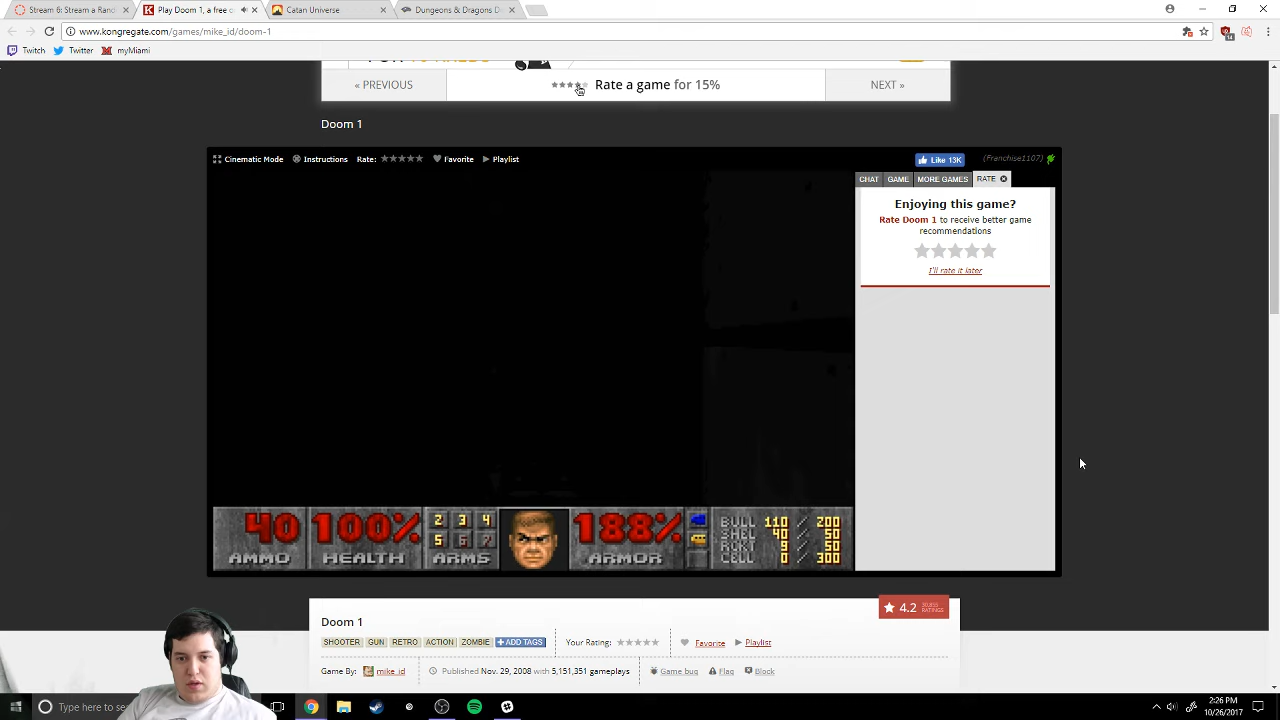 Stream 6: Stream a Rand
Play Doom 1, a free o
Catan Universe
Dungeons & Dragons D
www.kongregate.com/games/mike_id/doom-1
14
Twitch
Twitter
myMiami
« PREVIOUS
Rate a game for 15%
NEXT »
Doom 1
Cinematic Mode
Instructions
Rate:
Favorite
Playlist
Like 13K
(Franchise1107)
CHAT
GAME
MORE GAMES
RATE
Enjoying this game?
Rate Doom 1 to receive better game
recommendations
I'll rate it later
40
AMMO
100%
HEALTH
2 3 4
5 6 7
ARMS
188%
ARMOR
BULL 110 / 200
SHEL 40 / 50
RCKT 9 / 50
CELL 0 / 300
4.2
RATINGS
Doom 1
SHOOTER
GUN
RETRO
ACTION
ZOMBIE
+ ADD TAGS
Your Rating:
Favorite
Playlist
Game By:
mike_id
Published Nov. 29, 2008 with 5,151,351 gameplays
Game bug
Flag
Block
Type here to se
2:26 PM
10/26/2017